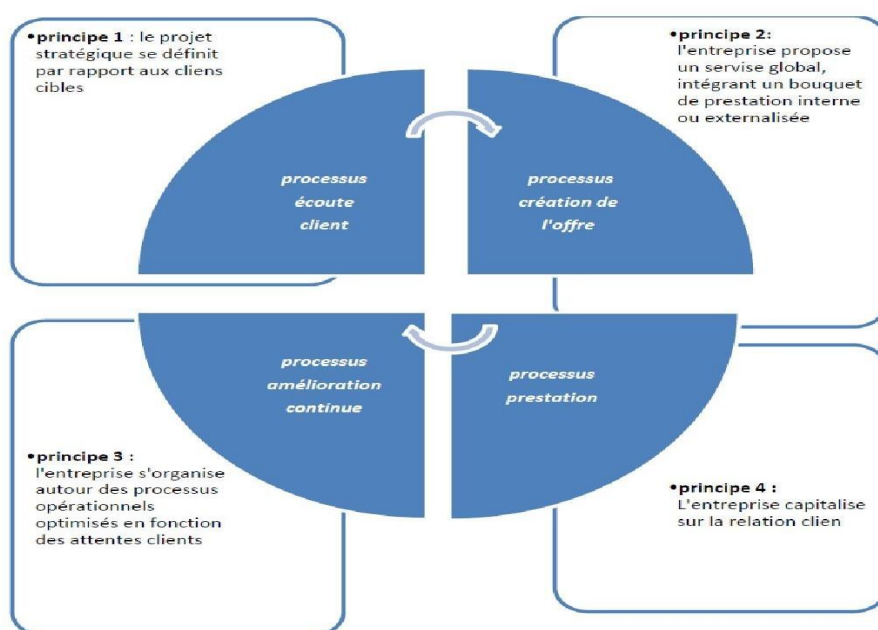 •principe 1 : le projet
stratégique se définit
par rapport aux cliens
cibles
•principe 2:
l'entreprise propose
un servise global,
intégrant un bouquet
de prestation interne
ou externalisée
processus
écoute
client
processus
création de
l'offre
processus
amélioration
continue
processus
prestation
•principe 3 :
l'entreprise s'organise
autour des processus
opérationnels
optimisés en fonction
des attentes clients
•principe 4 :
L'entreprise capitalise
sur la relation clien